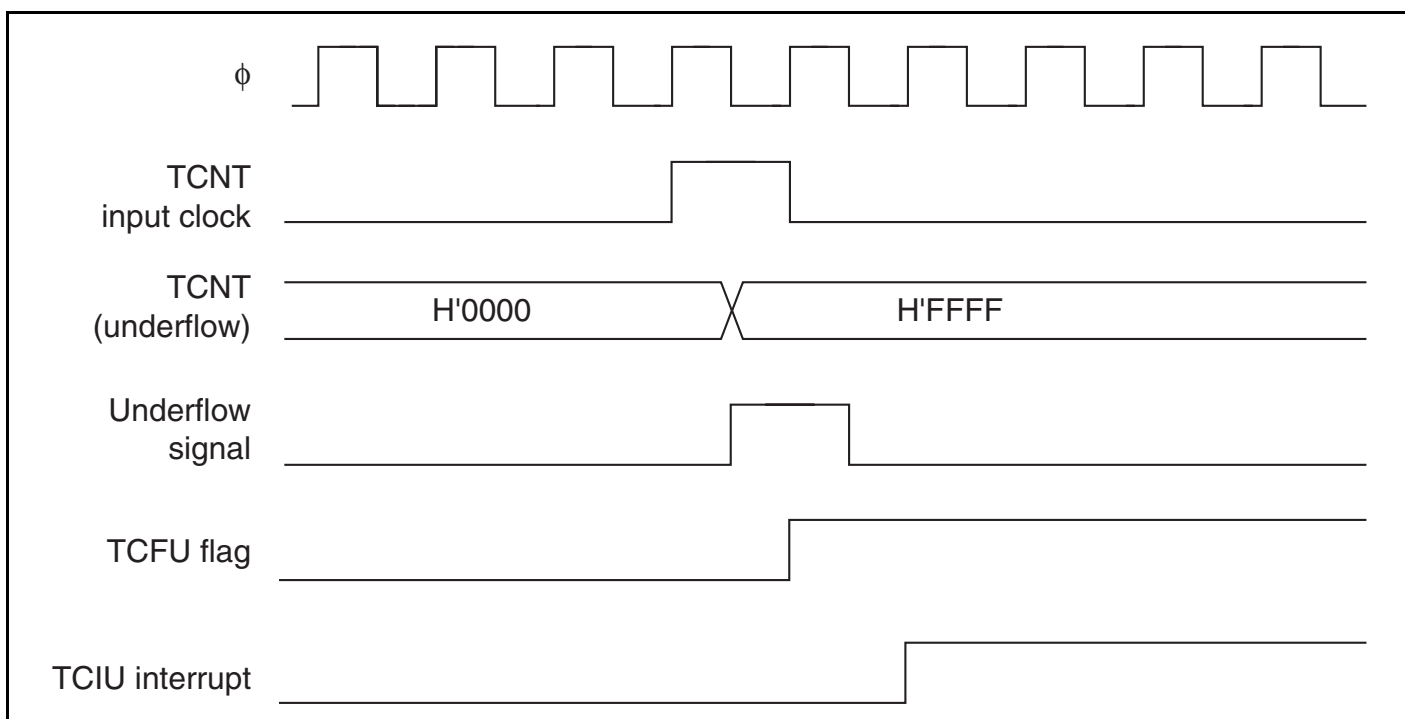 ϕ
TCNT
input clock
TCNT
(underflow)
H'0000
H'FFFF
Underflow
signal
TCFU flag
TCIU interrupt